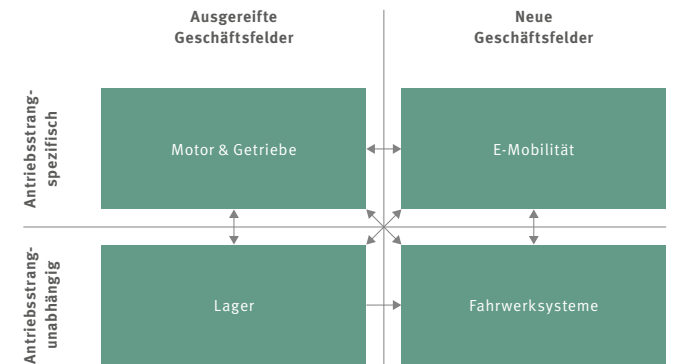 Ausgereifte
Geschäftsfelder
Neue
Geschäftsfelder
Antriebsstrang-
spezifisch
Motor & Getriebe
E-Mobilität
Antriebsstrang-
unabhängig
Lager
Fahrwerksysteme